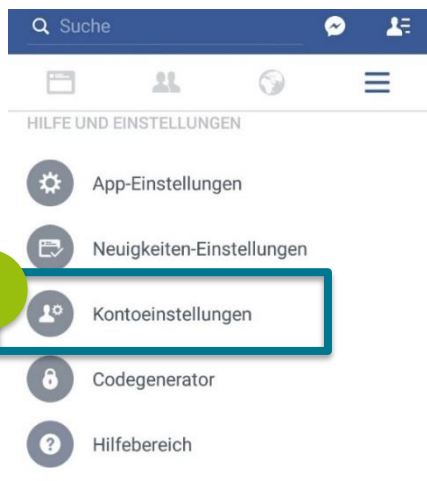 Suche
HILFE UND EINSTELLUNGEN
App-Einstellungen
Neuigkeiten-Einstellungen
Kontoeinstellungen
Codegenerator
Hilfebereich